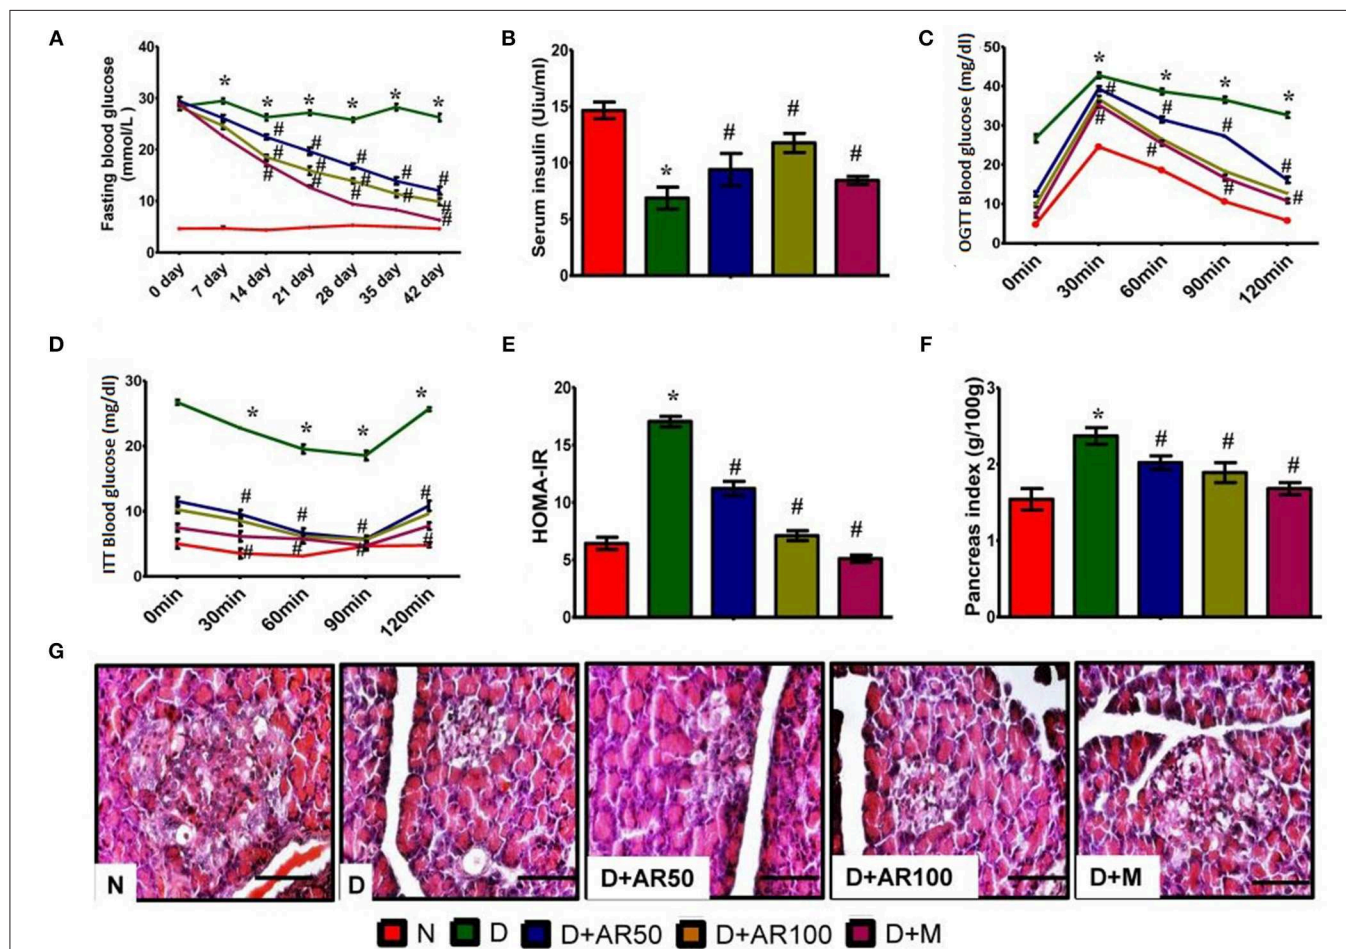 A
Fasting blood glucose
(mmol/L )
40
30
20
10
0
* * * * * *
# # # # #
# # # # #
# # # # #
0 day 7 day 14 day 21 day 28 day 35 day 42 day
B
Serum insulin (Uiu/ml)
20
15
10
5
0
* # # #
C
OGTT Blood glucose (mg/dl)
50
40
30
20
10
0
* * * *
# # # #
# # # #
0min 30min 60min 90min 120min
D
ITT Blood glucose (mg/dl)
30
20
10
0
* * * *
# # # #
# # # #
0min 30min 60min 90min 120min
E
HOMA-IR
20
15
10
5
0
* # # #
F
Pancreas index (g/100g)
3
2
1
0
* # # #
G
N
D
D+AR50
D+AR100
D+M
N D D+AR50 D+AR100 D+M